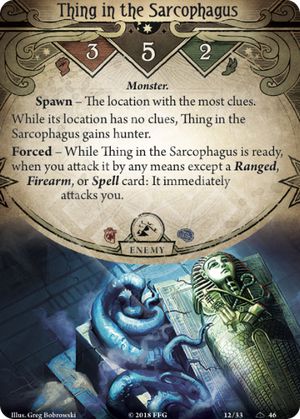 Thing in the Sarcophagus
3 5 2
Monster.
Spawn – The location with the most clues.
While its location has no clues, Thing in the
Sarcophagus gains hunter.
Forced – While Thing in the Sarcophagus is ready,
when you attack it by any means except a Ranged,
Firearm, or Spell card: It immediately
attacks you.
ENEMY
Illus. Greg Bobrowski
© 2018 FFG
12/33
46